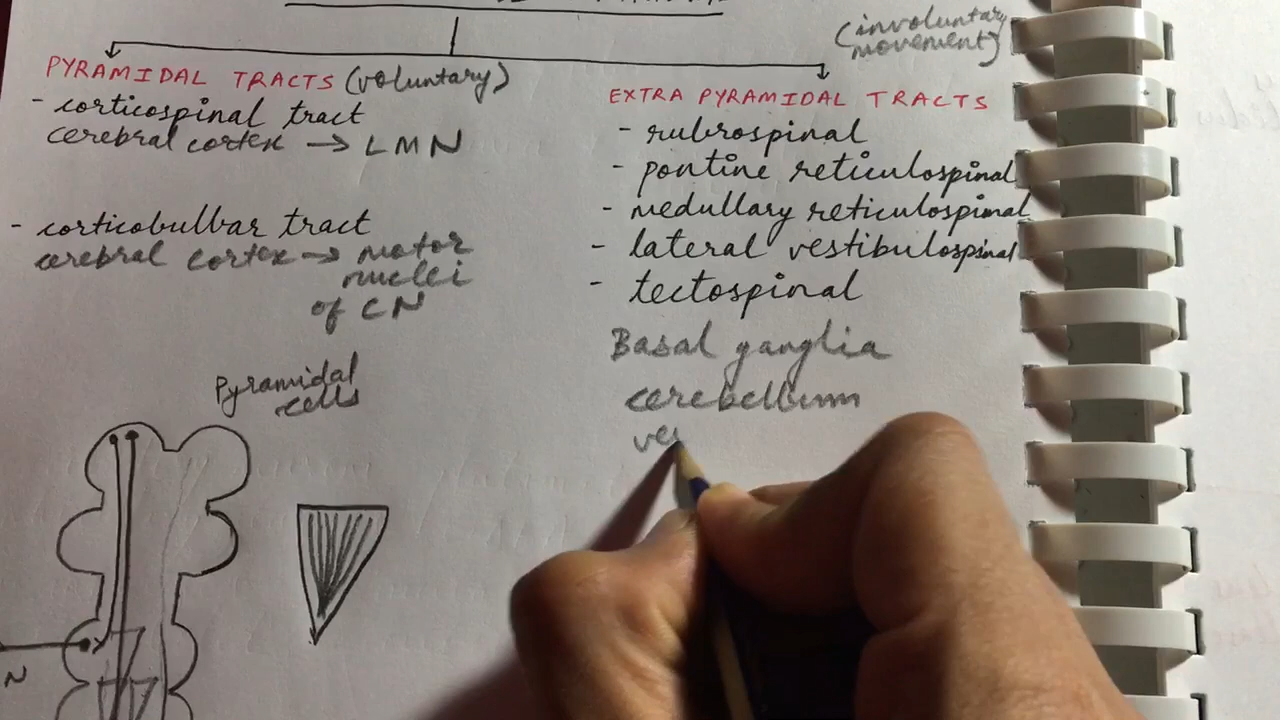 (involuntary
movement)
PYRAMIDAL TRACTS (voluntary)
- corticospinal tract
cerebral cortex → LMN
- corticobulbar tract
cerebral cortex → motor
nuclei
of CN
Pyramidal
cells
N
EXTRA PYRAMIDAL TRACTS
- rubrospinal
- pontine reticulospinal
- medullary reticulospinal
- lateral vestibulospinal
- tectospinal
Basal ganglia
cerebellum
ves